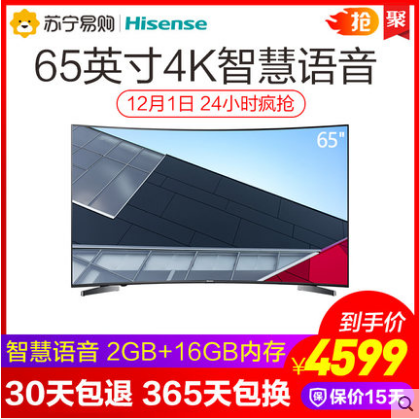 苏宁易购 Hisense
抢 聚
65英寸4K智慧语音
12月1日 24小时疯抢
65"
到手价
智慧语音 2GB+16GB内存
¥4599
30天包退 365天包换
保价15天